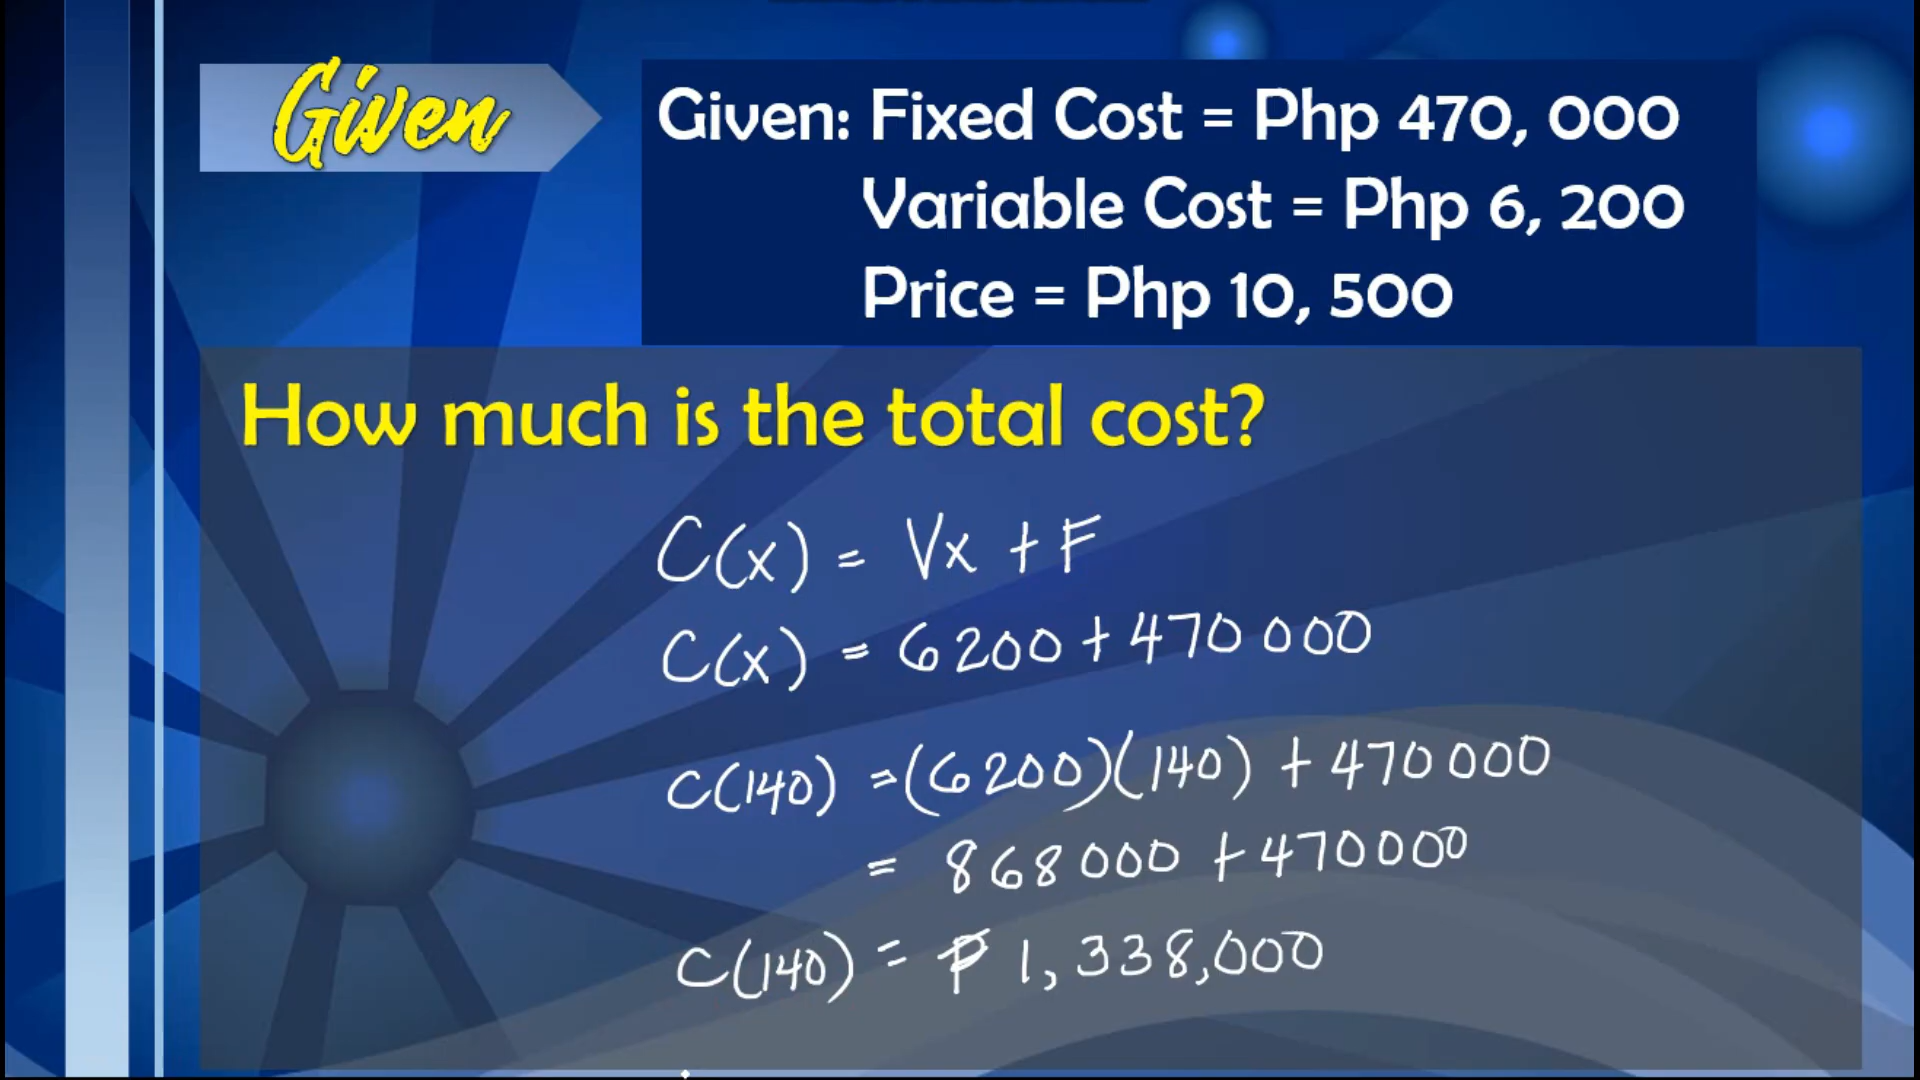 Given
Given: Fixed Cost = Php 470, 000
Variable Cost = Php 6, 200
Price = Php 10, 500
How much is the total cost?
C(x) = Vx + F
C(x) = 6200 + 470 000
C(140) = (6200)(140) + 470 000
= 868 000 + 470000
C(140) = ₱ 1, 338,000